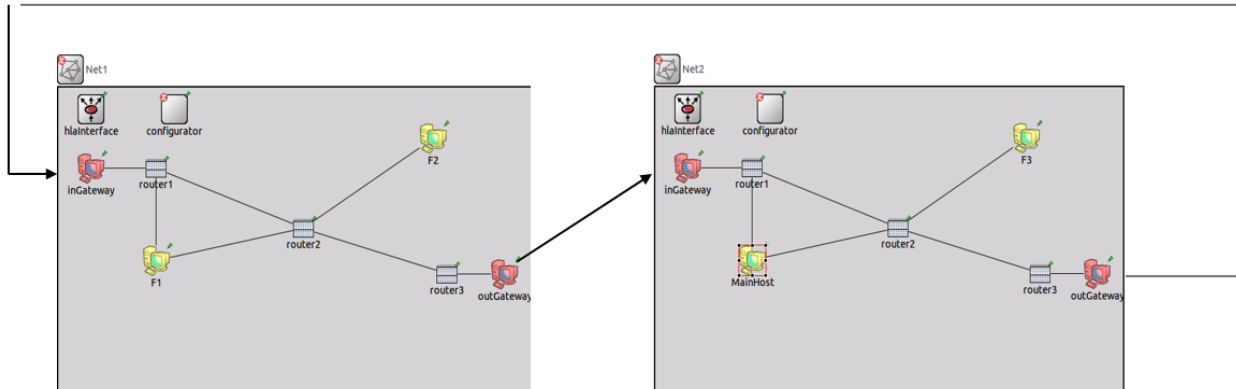 Net1
hlaInterface
configurator
F2
inGateway
router1
router2
F1
router3
outGateway
Net2
hlaInterface
configurator
F3
inGateway
router1
router2
MainHost
router3
outGateway